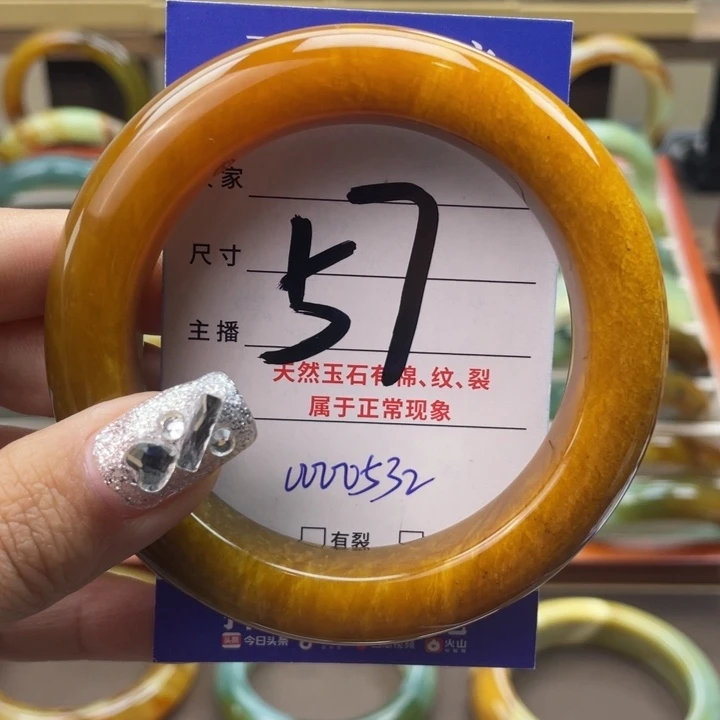 家
尺寸
57
主播
天然玉石有棉、纹、裂
属于正常现象
0000532
有裂
今日头条
火山